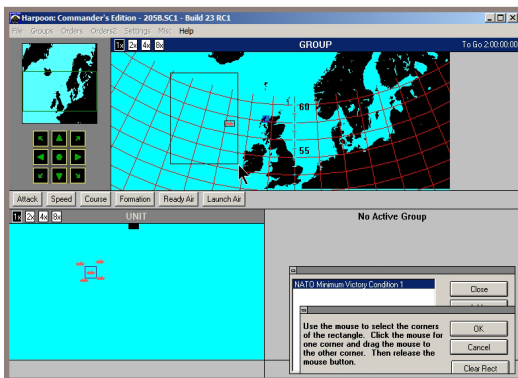 Harpoon: Commander's Edition - 205B.SC1 - Build 23 RC1
File Groups Orders Orders2 Settings Misc Help
1x 2x 4x 8x GROUP To Go 2:00:00:00
60
55
Attack Speed Course Formation Ready Air Launch Air
1x 2x 4x 8x UNIT
No Active Group
NATO Minimum Victory Condition 1
Close
Use the mouse to select the corners
of the rectangle. Click the mouse for
one corner and drag the mouse to
the other corner. Then release the
mouse button.
OK
Cancel
Clear Rect